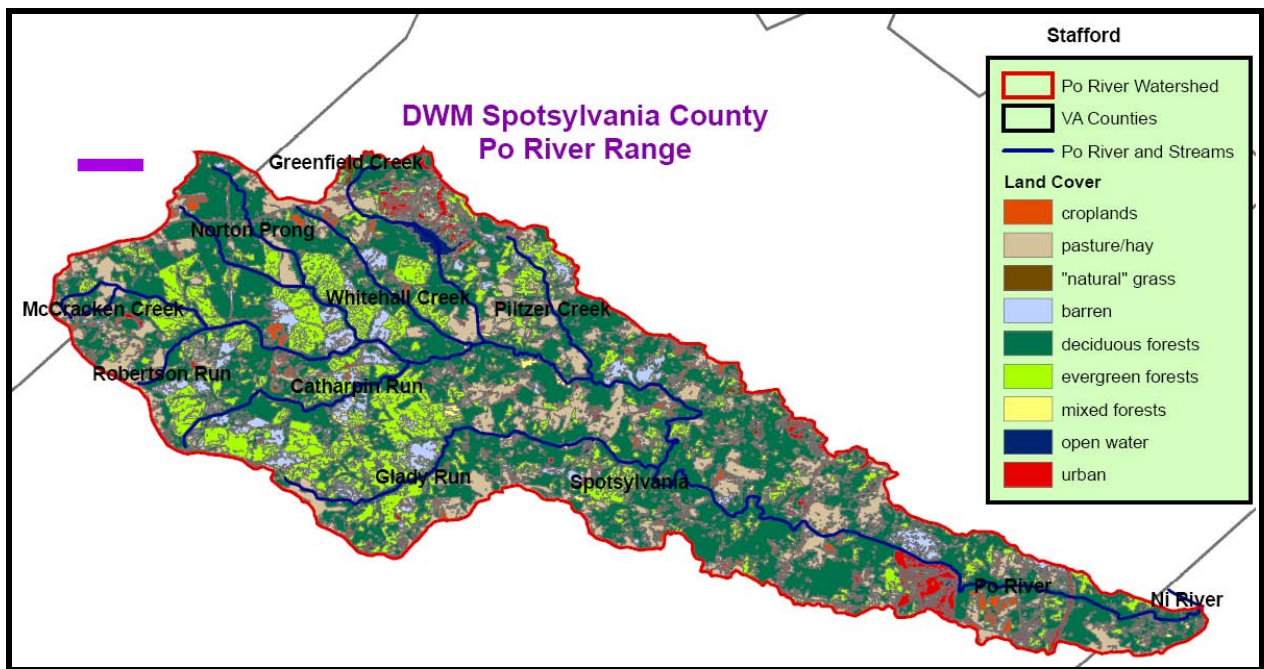 Stafford
DWM Spotsylvania County
Po River Range
Po River Watershed
VA Counties
Po River and Streams
Land Cover
croplands
pasture/hay
"natural" grass
barren
deciduous forests
evergreen forests
mixed forests
open water
urban
Greenfield Creek
Norton Prong
McCracken Creek
Whitehall Creek
Piltzer Creek
Robertson Run
Catharpin Run
Glady Run
Spotsylvania
Po River
Ni River